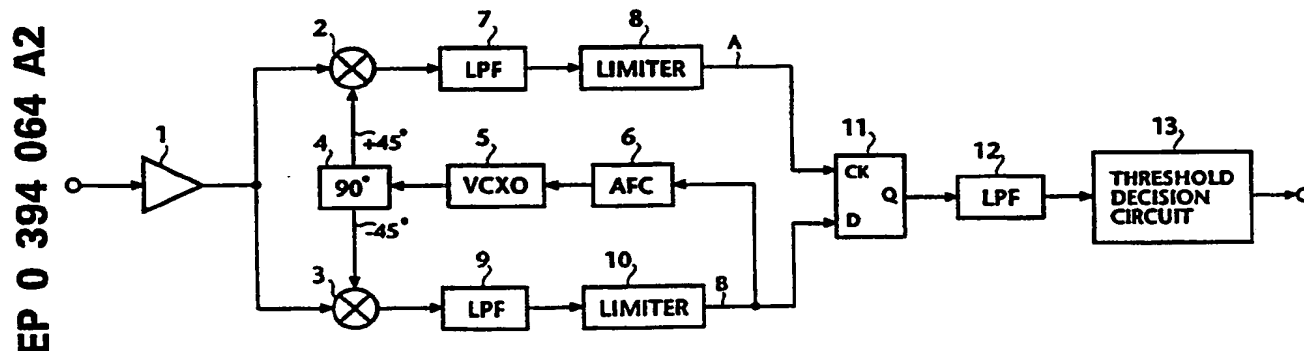 EP 0 394 064 A2
2
7
8
LPF
LIMITER
A
+45°
1
4
5
6
11
12
13
90°
VCXO
AFC
CK
Q
D
LPF
THRESHOLD
DECISION
CIRCUIT
-45°
3
9
10
LPF
LIMITER
B